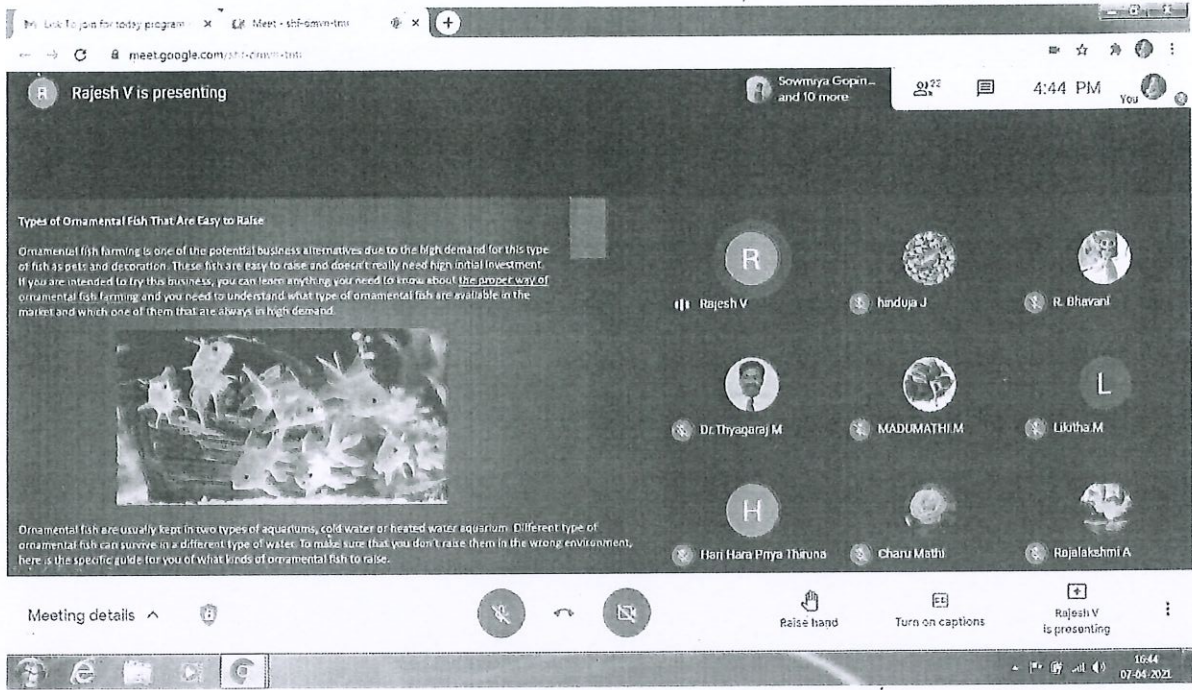 Link To join for today program
Meet - shf-omvn-tmr
meet.google.com/
R Rajesh V is presenting
Sowmiya Gopin...
and 10 more
22
4:44 PM
You
Types of Ornamental Fish That Are Easy to Raise
Ornamental fish farming is one of the potential business alternatives due to the high demand for this type
of fish as pets and decoration. These fish are easy to raise and doesn't really need high initial investment.
If you are intended to try this business, you can learn anything you need to know about the proper way of
ornamental fish farming and you need to understand what type of ornamental fish are available in the
market and which one of them that are always in high demand.
Ornamental fish are usually kept in two types of aquariums, cold water or heated water aquarium. Different type of
ornamental fish can survive in a different type of water. To make sure that you don't raise them in the wrong environment,
here is the specific guide for you of what kinds of ornamental fish to raise.
R
Rajesh V
hinduja J
R. Bhavani
L
Dr.Thyagaraj M
MADUMATHI.M
Likitha.M
H
Hari Hara Priya Thiruna
Charu Mathi
Rajalakshmi A
Meeting details
Raise hand
Turn on captions
Rajesh V
is presenting
16:44
07-04-2021